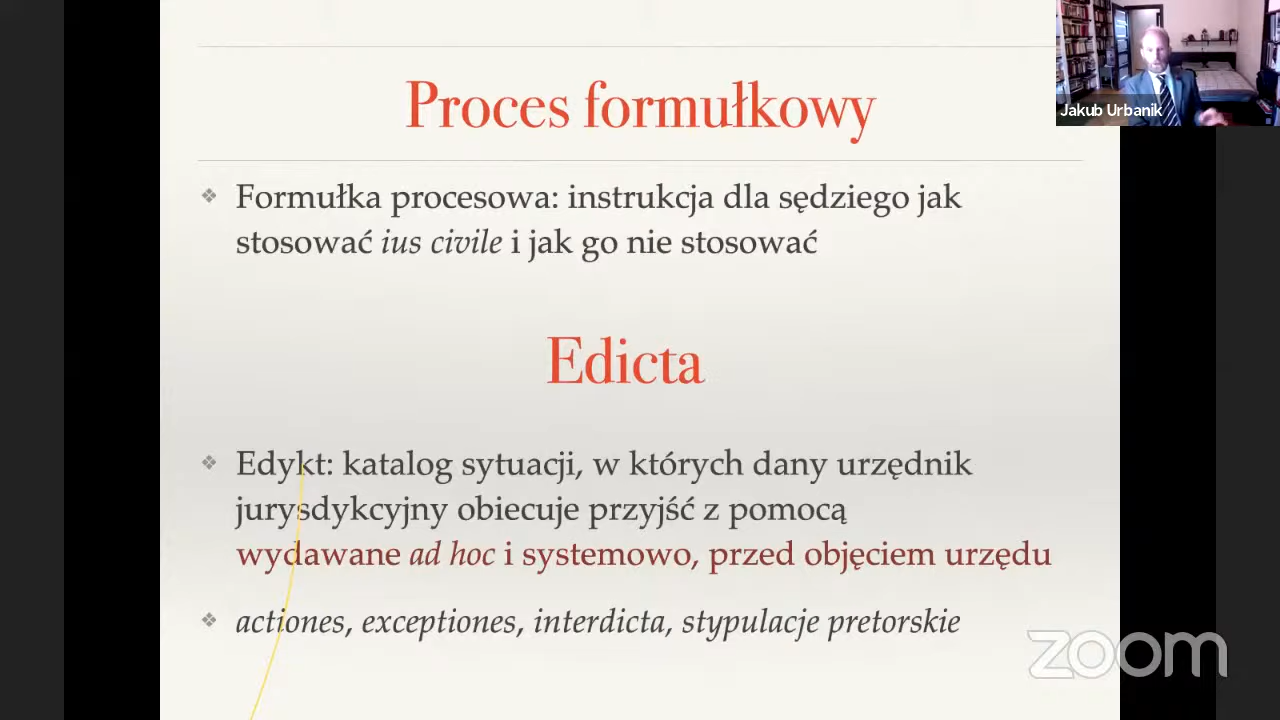 Proces formułkowy
Jakub Urbanik
Formułka procesowa: instrukcja dla sędziego jak
stosować ius civile i jak go nie stosować
Edicta
Edykt: katalog sytuacji, w których dany urzędnik
jurysdykcyjny obiecuje przyjść z pomocą
wydawane ad hoc i systemowo, przed objęciem urzędu
actiones, exceptiones, interdicta, stypulacje pretorskie
zoom